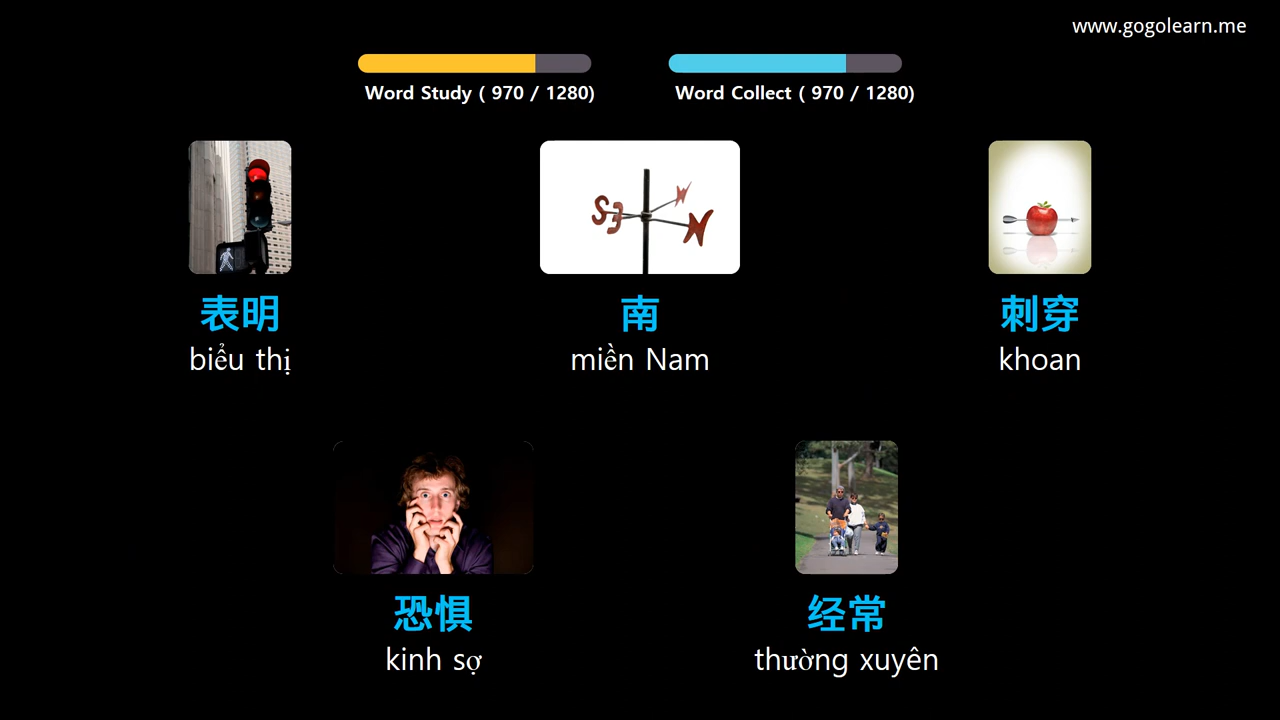 www.gogolearn.me
Word Study ( 970 / 1280)
Word Collect ( 970 / 1280)
S E N N
表明
南
刺穿
biểu thị
miền Nam
khoan
恐惧
经常
kinh sợ
thường xuyên